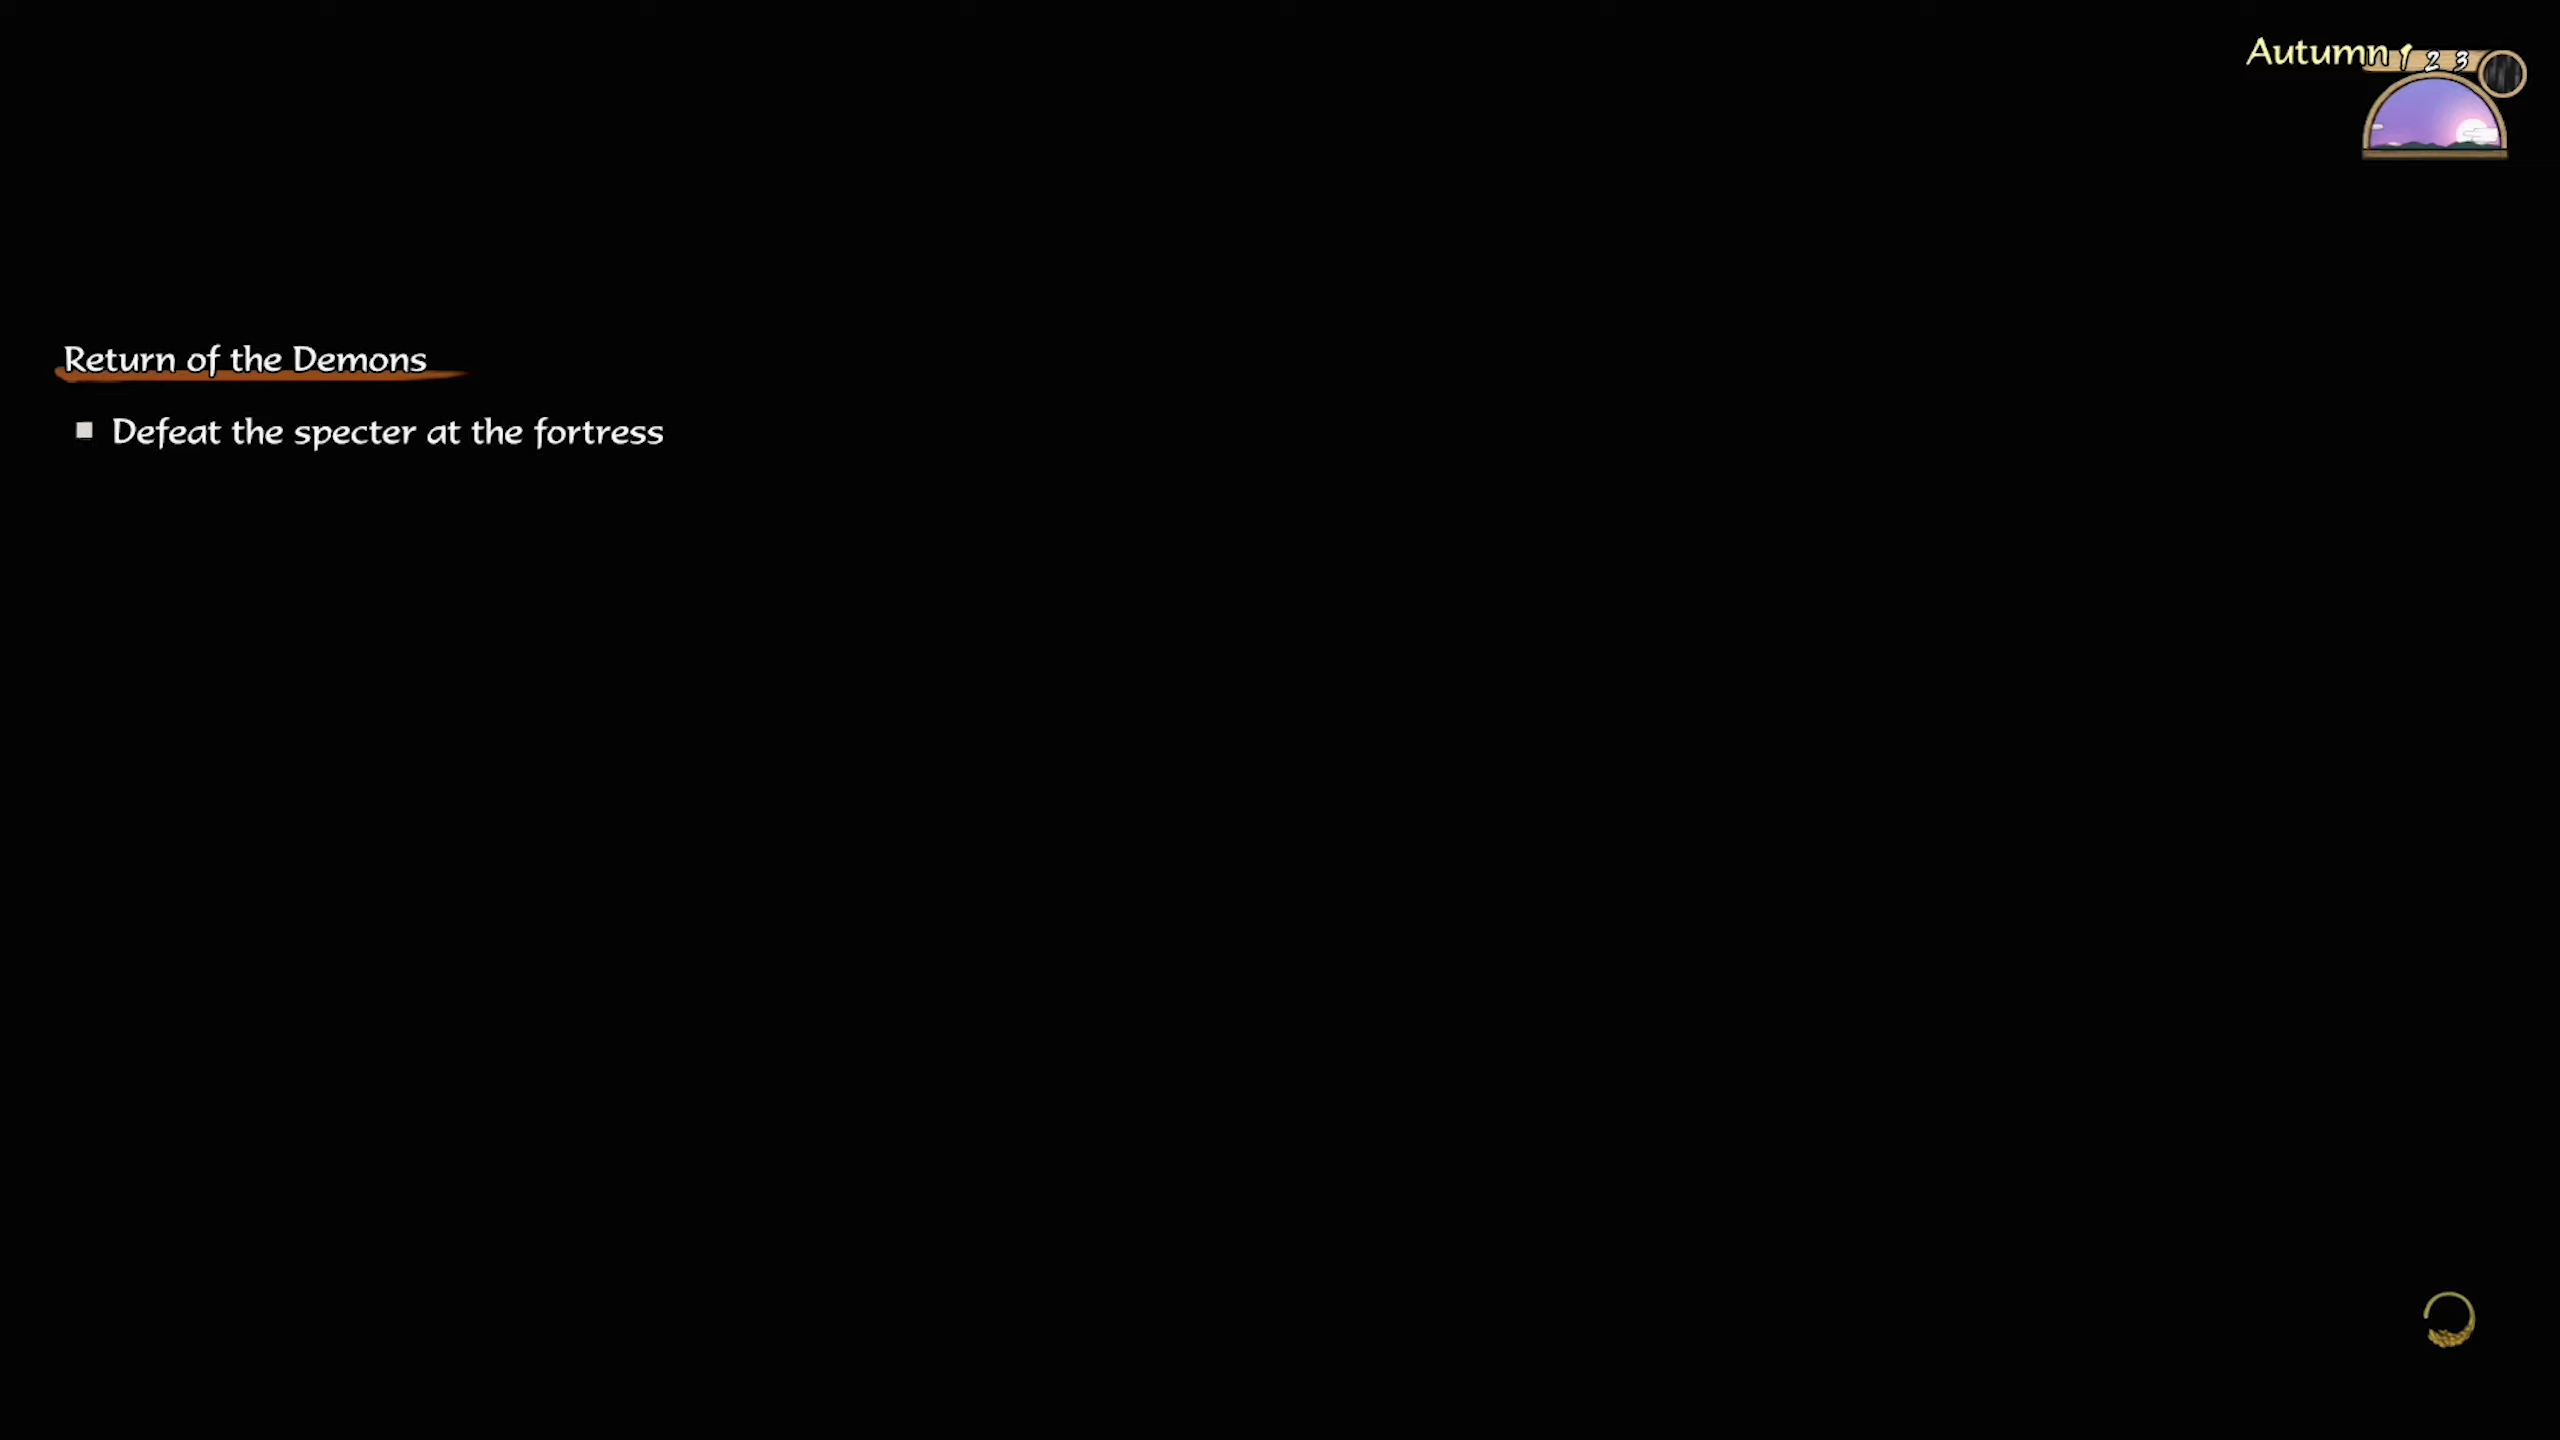 Autumn 1 2 3
Return of the Demons
Defeat the specter at the fortress